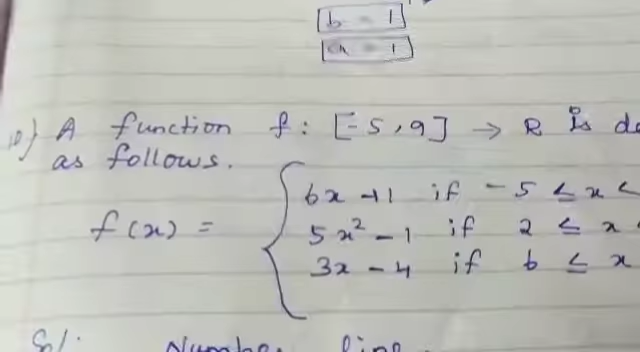 b = 1
a = 1
10) A function f : [-5,9] → R is de
as follows.
f(x) =
6x +1 if -5 ≤ x <
5x² - 1 if 2 ≤ x
3x - 4 if 6 ≤ x
Sol: Number line